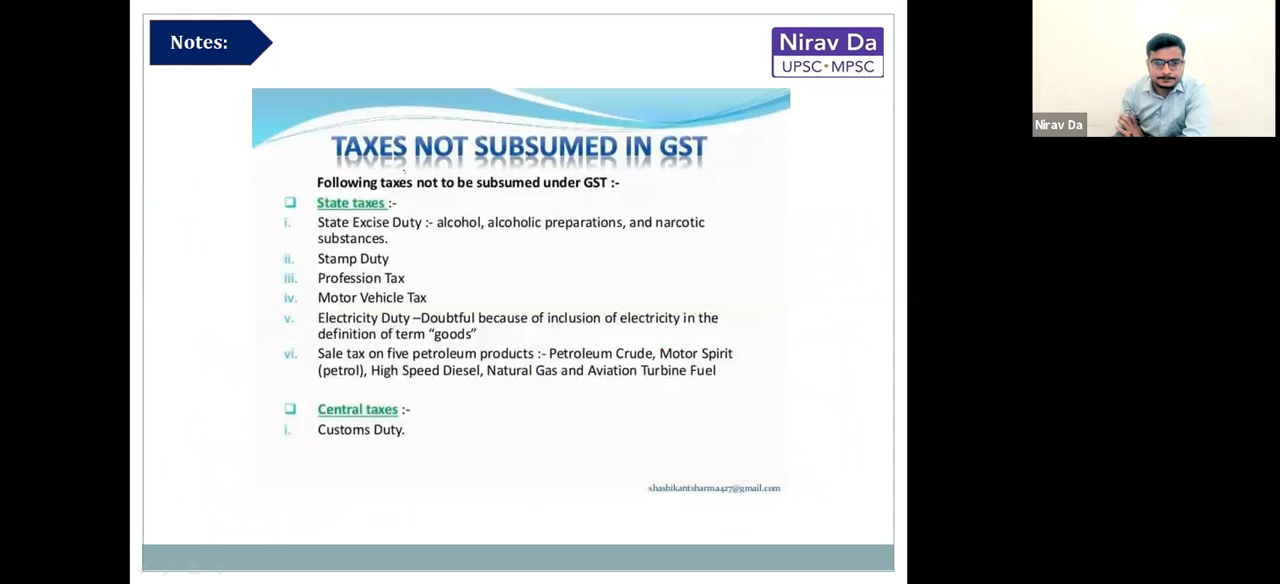 Notes:
Nirav Da
UPSC•MPSC
Nirav Da
TAXES NOT SUBSUMED IN GST
Following taxes not to be subsumed under GST :-
❑ State taxes :-
i. State Excise Duty :- alcohol, alcoholic preparations, and narcotic
substances.
ii. Stamp Duty
iii. Profession Tax
iv. Motor Vehicle Tax
v. Electricity Duty –Doubtful because of inclusion of electricity in the
definition of term “goods”
vi. Sale tax on five petroleum products :- Petroleum Crude, Motor Spirit
(petrol), High Speed Diesel, Natural Gas and Aviation Turbine Fuel
❑ Central taxes :-
i. Customs Duty.
shashikantsharma427@gmail.com